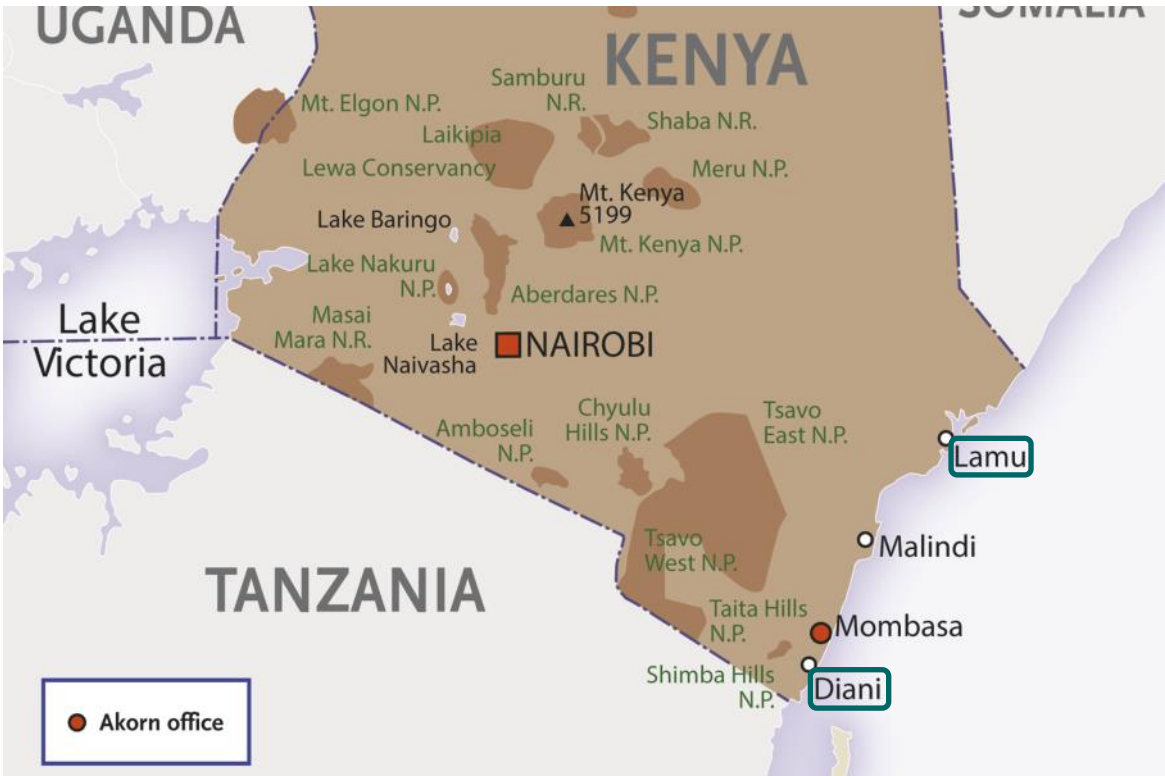 UGANDA
SOMALIA
KENYA
Samburu
N.R.
Mt. Elgon N.P.
Shaba N.R.
Laikipia
Lewa Conservancy
Meru N.P.
Mt. Kenya
5199
Lake Baringo
Mt. Kenya N.P.
Lake Nakuru
N.P.
Aberdares N.P.
Lake
Victoria
Masai
Mara N.R.
Lake
Naivasha
NAIROBI
Chyulu
Hills N.P.
Tsavo
East N.P.
Amboseli
N.P.
Lamu
Malindi
Tsavo
West N.P.
TANZANIA
Taita Hills
N.P.
Mombasa
Shimba Hills
N.P.
Diani
Akorn office